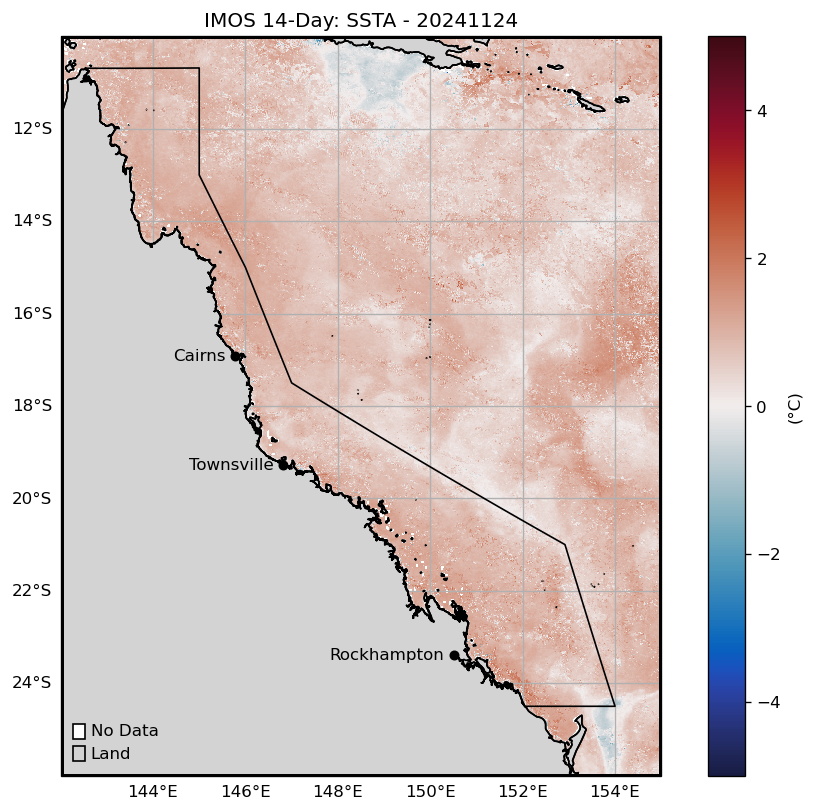 IMOS 14-Day: SSTA - 20241124
12°S
14°S
16°S
18°S
20°S
22°S
24°S
Cairns
Townsville
Rockhampton
No Data
Land
144°E 146°E 148°E 150°E 152°E 154°E
4
2
0
−2
−4
(°C)